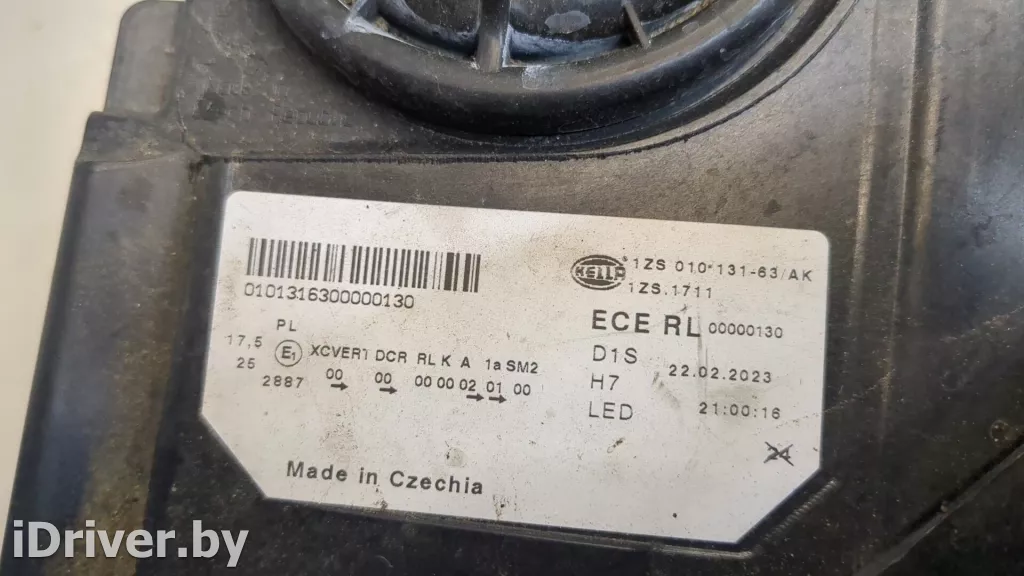 0101316300000130
HELLA
*1ZS 010*131-63/AK
1ZS.1711
ECE RL 00000130
D1S 22.02.2023
H7
LED 21:00:16
24
PL
17,5 E1 XCVER1 DCR RL K A 1a SM2
25 2887 00 00 00 00 02 01 00
Made in Czechia
iDriver.by